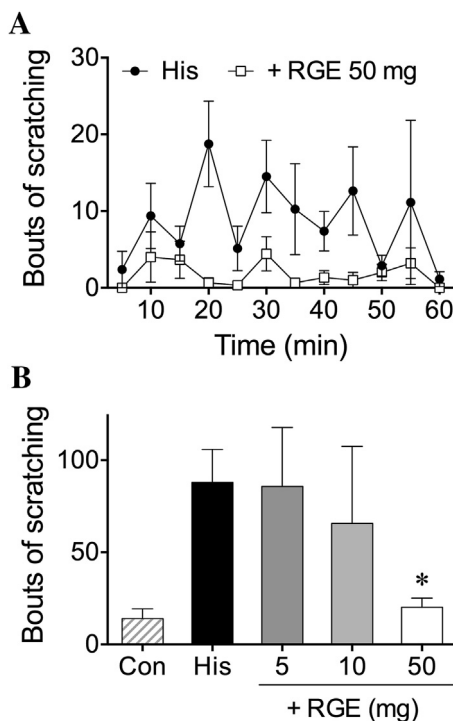 A
Bouts of scratching
30
20
10
0
His
+ RGE 50 mg
10 20 30 40 50 60
Time (min)
B
Bouts of scratching
100
50
0
*
Con His 5 10 50
+ RGE (mg)